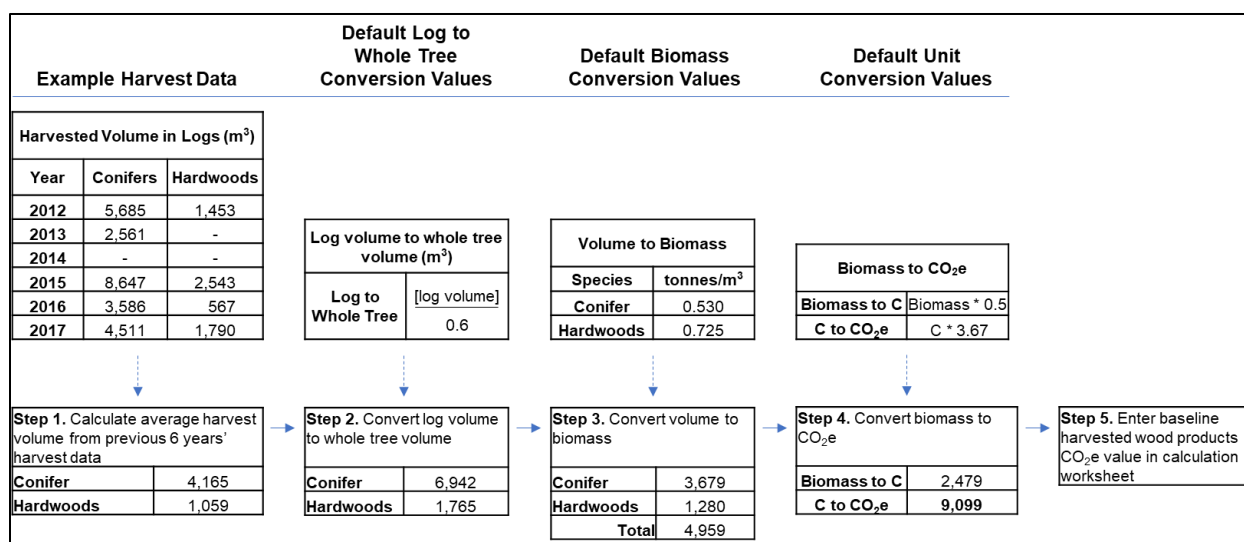 Example Harvest Data
Default Log to
Whole Tree
Conversion Values
Default Biomass
Conversion Values
Default Unit
Conversion Values
Harvested Volume in Logs (m³)
Year Conifers Hardwoods
2012 5,685 1,453
2013 2,561 -
2014 - -
2015 8,647 2,543
2016 3,586 567
2017 4,511 1,790
Log volume to whole tree
volume (m³)
Log to
Whole Tree
[log volume]
0.6
Volume to Biomass
Species tonnes/m³
Conifer 0.530
Hardwoods 0.725
Biomass to CO₂e
Biomass to C Biomass * 0.5
C to CO₂e C * 3.67
Step 1. Calculate average harvest
volume from previous 6 years'
harvest data
Conifer 4,165
Hardwoods 1,059
Step 2. Convert log volume
to whole tree volume
Conifer 6,942
Hardwoods 1,765
Step 3. Convert volume to
biomass
Conifer 3,679
Hardwoods 1,280
Total 4,959
Step 4. Convert biomass to
CO₂e
Biomass to C 2,479
C to CO₂e 9,099
Step 5. Enter baseline
harvested wood products
CO₂e value in calculation
worksheet